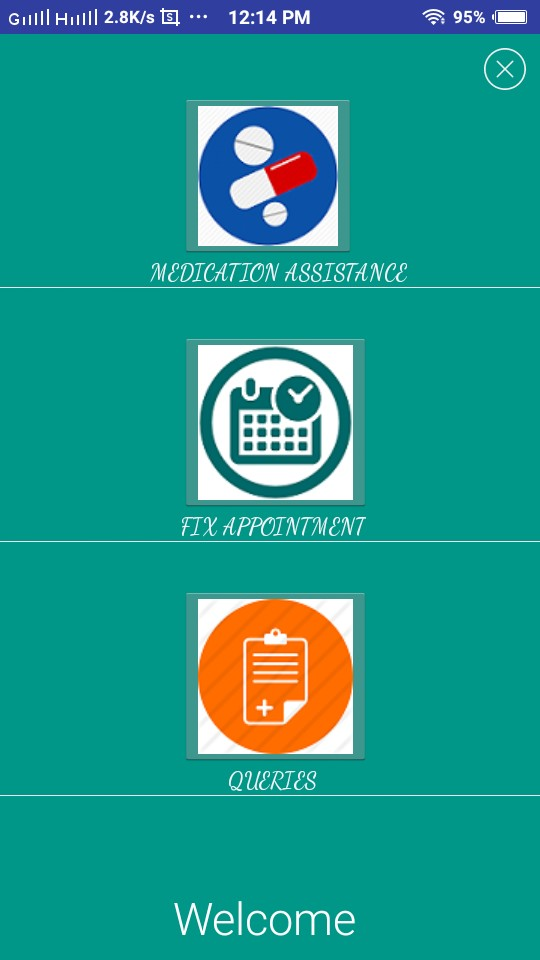 G H 2.8K/s ··· 12:14 PM 95%
MEDICATION ASSISTANCE
FIX APPOINTMENT
QUERIES
Welcome